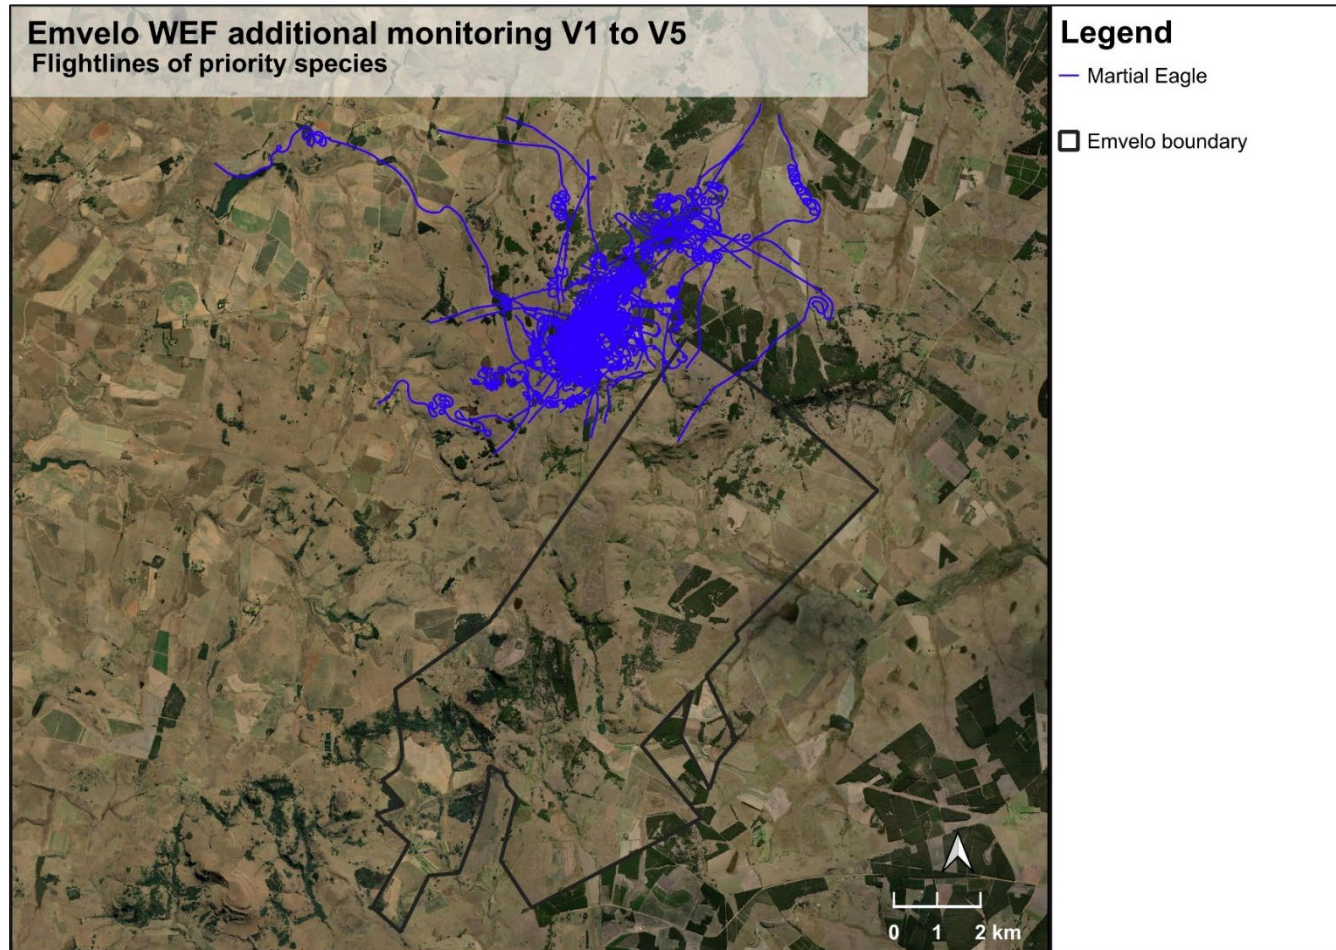 Emvelo WEF additional monitoring V1 to V5
Flightlines of priority species
Legend
Martial Eagle
Emvelo boundary
0 1 2 km